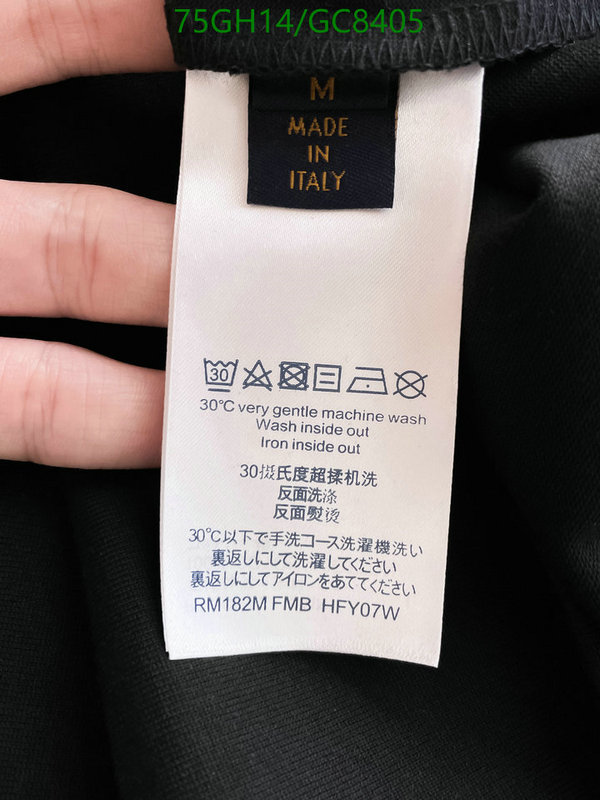 75GH14/GC8405
M
MADE
IN
ITALY
30
30℃ very gentle machine wash
Wash inside out
Iron inside out
30摄氏度超揉机洗
反面洗涤
反面熨烫
30℃以下で手洗コース洗濯機洗い
裏返しにして洗濯してください
裏返しにしてアイロンをあててください
RM182M FMB HFY07W